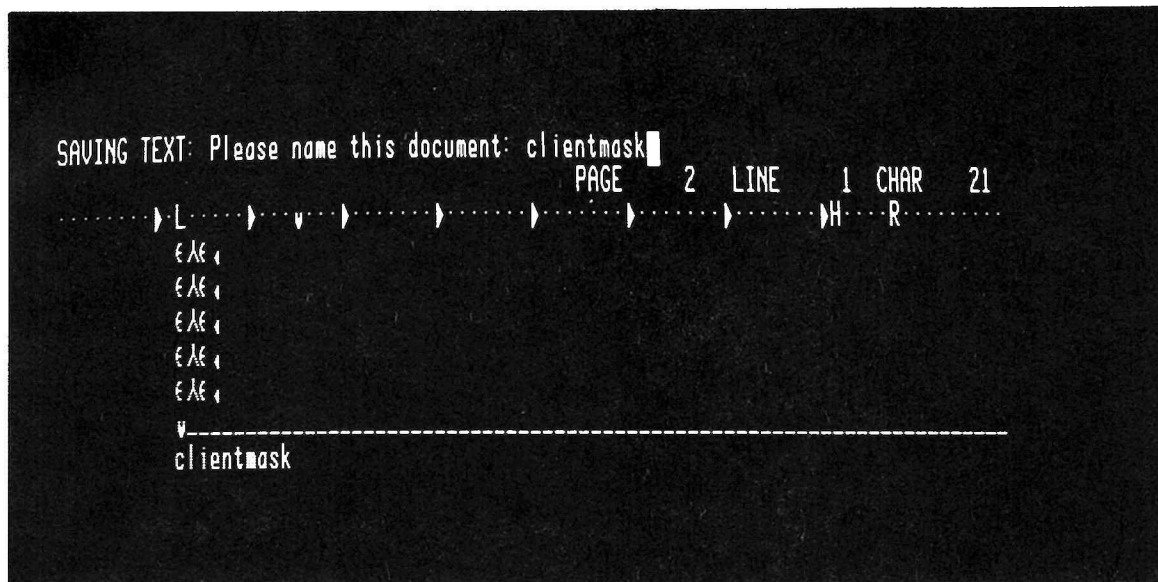 SAVING TEXT: Please name this document: clientmask
PAGE 2 LINE 1 CHAR 21
L H R
clientmask